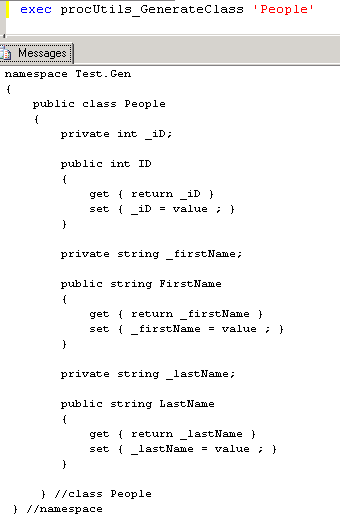 exec procUtils_GenerateClass 'People'
Messages
namespace Test.Gen
{
    public class People
    {
        private int _iD;

        public int ID
        {
            get { return _iD }
            set { _iD = value ; }
        }

        private string _firstName;

        public string FirstName
        {
            get { return _firstName }
            set { _firstName = value ; }
        }

        private string _lastName;

        public string LastName
        {
            get { return _lastName }
            set { _lastName = value ; }
        }

     } //class People
 } //namespace